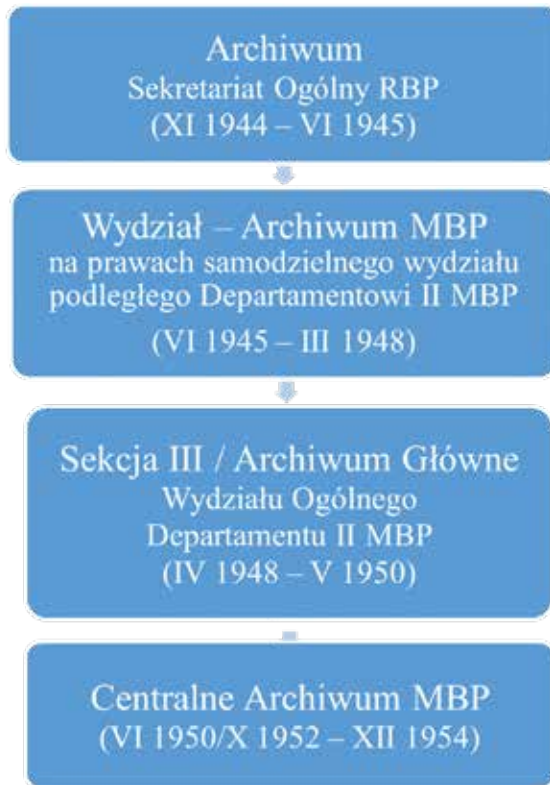 Archiwum
Sekretariat Ogólny RBP
(XI 1944 – VI 1945)
Wydział – Archiwum MBP
na prawach samodzielnego wydziału
podległego Departamentowi II MBP
(VI 1945 – III 1948)
Sekcja III / Archiwum Główne
Wydziału Ogólnego
Departamentu II MBP
(IV 1948 – V 1950)
Centralne Archiwum MBP
(VI 1950/X 1952 – XII 1954)